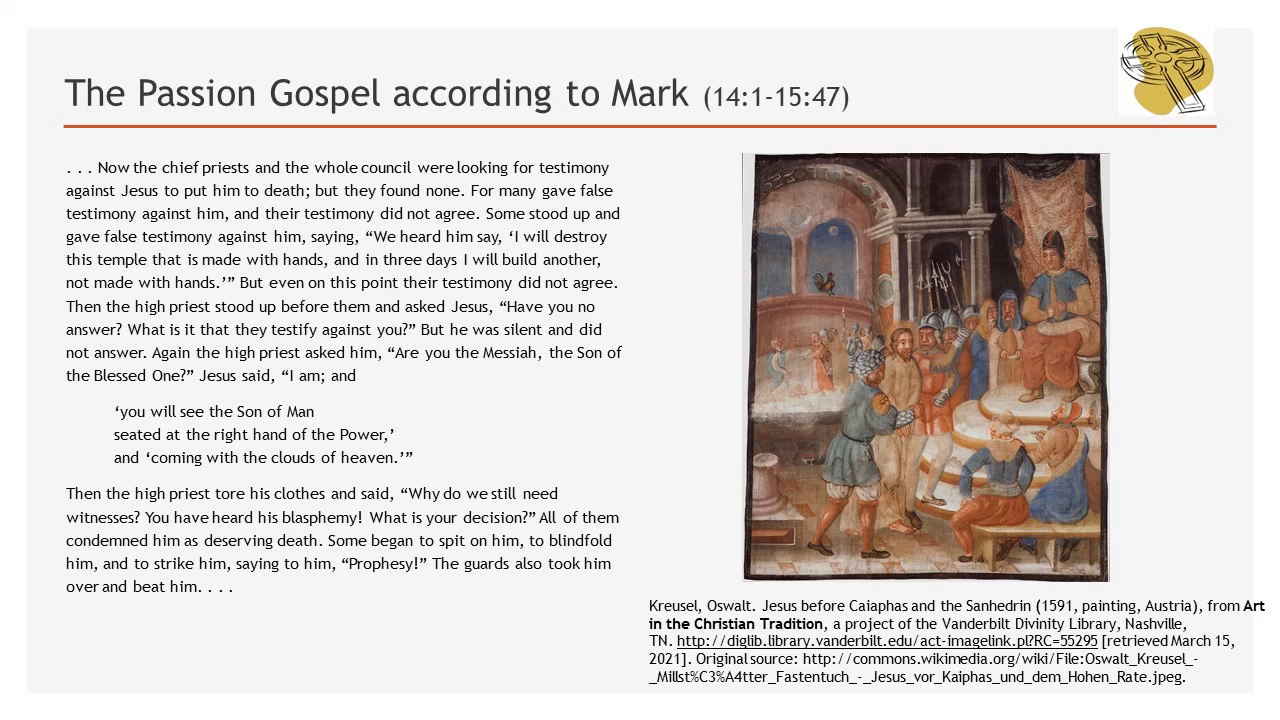 The Passion Gospel according to Mark (14:1-15:47)
. . . Now the chief priests and the whole council were looking for testimony
against Jesus to put him to death; but they found none. For many gave false
testimony against him, and their testimony did not agree. Some stood up and
gave false testimony against him, saying, “We heard him say, ‘I will destroy
this temple that is made with hands, and in three days I will build another,
not made with hands.’” But even on this point their testimony did not agree.
Then the high priest stood up before them and asked Jesus, “Have you no
answer? What is it that they testify against you?” But he was silent and did
not answer. Again the high priest asked him, “Are you the Messiah, the Son of
the Blessed One?” Jesus said, “I am; and
‘you will see the Son of Man
seated at the right hand of the Power,’
and ‘coming with the clouds of heaven.’”
Then the high priest tore his clothes and said, “Why do we still need
witnesses? You have heard his blasphemy! What is your decision?” All of them
condemned him as deserving death. Some began to spit on him, to blindfold
him, and to strike him, saying to him, “Prophesy!” The guards also took him
over and beat him. . . .
Kreusel, Oswalt. Jesus before Caiaphas and the Sanhedrin (1591, painting, Austria), from Art
in the Christian Tradition, a project of the Vanderbilt Divinity Library, Nashville,
TN. http://diglib.library.vanderbilt.edu/act-imagelink.pl?RC=55295 [retrieved March 15,
2021]. Original source: http://commons.wikimedia.org/wiki/File:Oswalt_Kreusel_-
_Millst%C3%A4tter_Fastentuch_-_Jesus_vor_Kaiphas_und_dem_Hohen_Rate.jpeg.